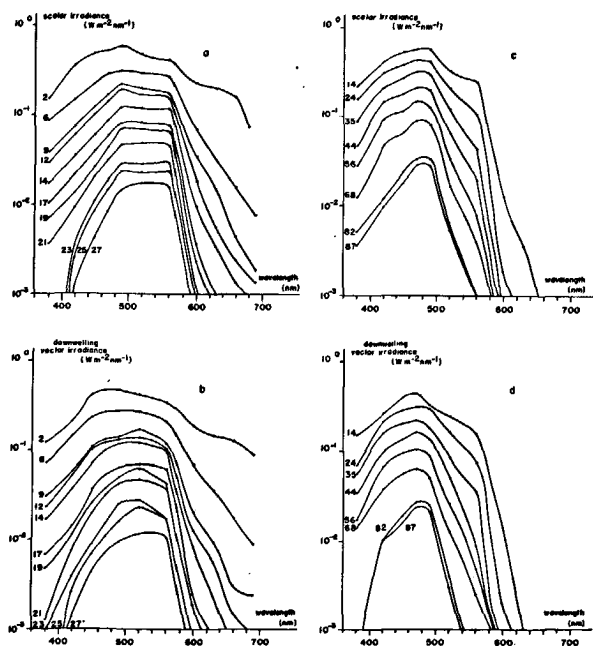 10⁰
scalar irradiance
(W m⁻² nm⁻¹)
a
10⁻¹
10⁻²
10⁻³
2
6
9
12
14
17
19
21
23 25 27
wavelength
(nm)
400 500 600 700
10⁰
scalar irradiance
(W m⁻² nm⁻¹)
c
10⁻¹
10⁻²
10⁻³
14
24
35
44
56
68
82
87
wavelength
(nm)
400 500 600 700
downwelling
10⁰
vector irradiance
(W m⁻² nm⁻¹)
b
10⁻¹
10⁻²
10⁻³
2
6
9
12
14
17
19
21
23 25 27
wavelength
(nm)
400 500 600 700
downwelling
10⁰
vector irradiance
(W m⁻² nm⁻¹)
d
10⁻¹
10⁻²
10⁻³
14
24
35
44
56
68
82 87
wavelength
(nm)
400 500 600 700